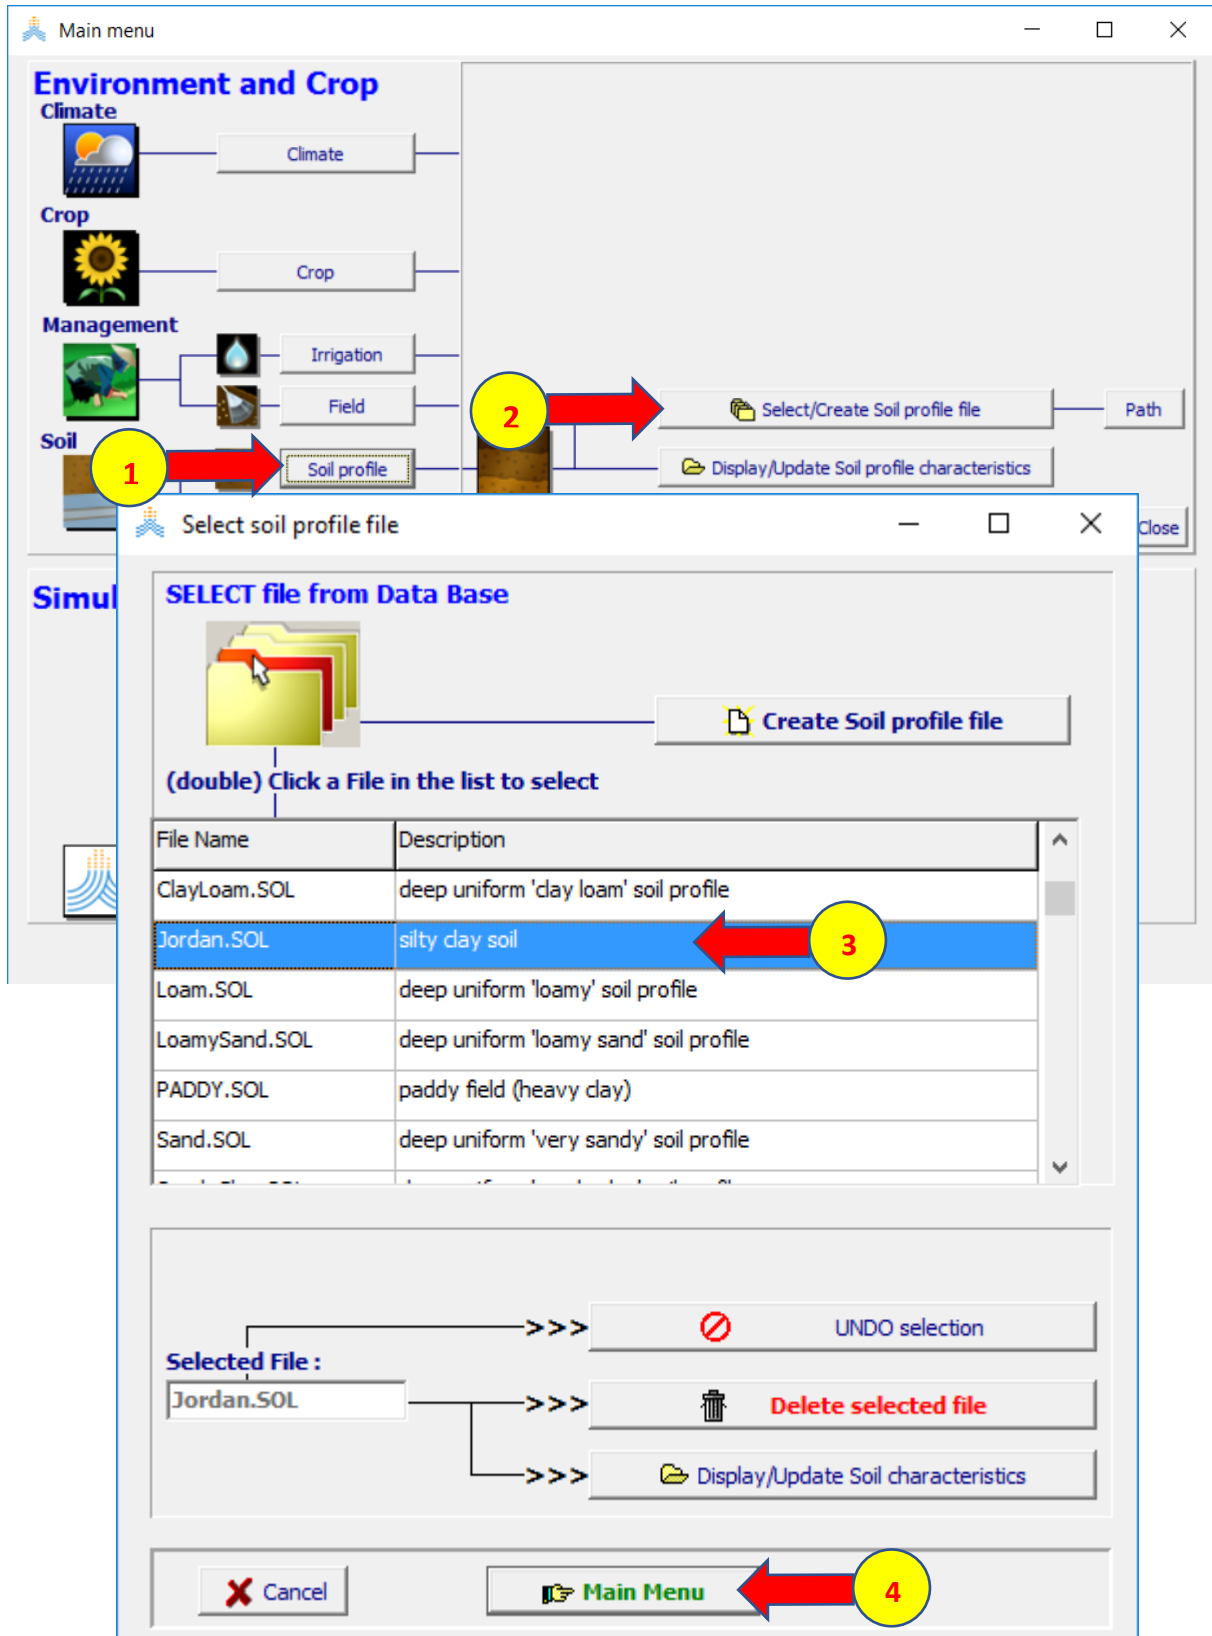 Main menu
Environment and Crop
Climate
Climate
Crop
Crop
Management
Irrigation
Field
2
Select/Create Soil profile file
Path
Soil
1
Soil profile
Display/Update Soil profile characteristics
Close
Select soil profile file
Simul
SELECT file from Data Base
Create Soil profile file
(double) Click a File in the list to select
File Name Description
ClayLoam.SOL deep uniform 'clay loam' soil profile
Jordan.SOL silty clay soil
3
Loam.SOL deep uniform 'loamy' soil profile
LoamySand.SOL deep uniform 'loamy sand' soil profile
PADDY.SOL paddy field (heavy clay)
Sand.SOL deep uniform 'very sandy' soil profile
>>> UNDO selection
Selected File :
Jordan.SOL
>>> Delete selected file
>>> Display/Update Soil characteristics
Cancel
Main Menu
4